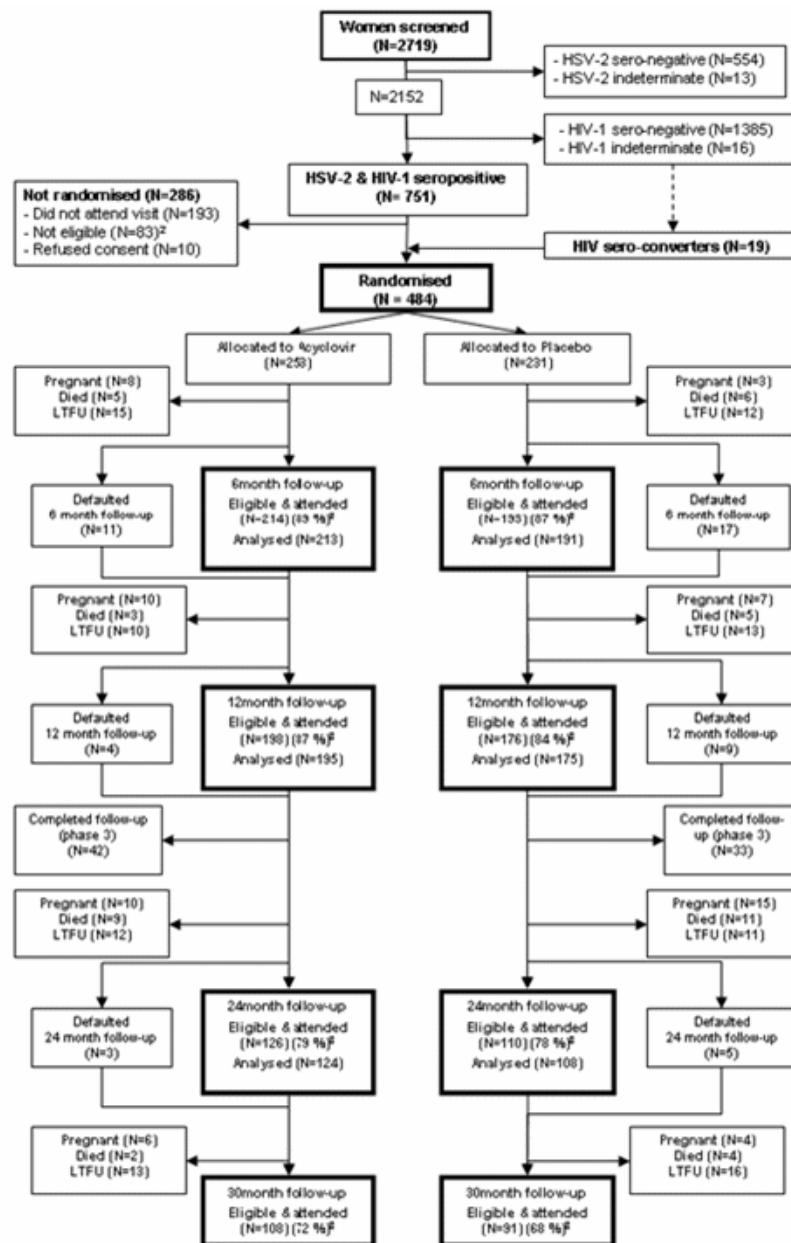 Women screened
(N=2719)
- HSV-2 sero-negative (N=554)
- HSV-2 indeterminate (N=13)
N=2152
- HIV-1 sero-negative (N=1385)
- HIV-1 indeterminate (N=16)
HSV-2 & HIV-1 seropositive
(N= 751)
Not randomised (N=286)
- Did not attend visit (N=193)
- Not eligible (N=83)²
- Refused consent (N=10)
HIV sero-converters (N=19)
Randomised
(N = 484)
Allocated to Acyclovir
(N=253)
Allocated to Placebo
(N=231)
Pregnant (N=8)
Died (N=5)
LTFU (N=15)
Pregnant (N=3)
Died (N=6)
LTFU (N=12)
Defaulted
6 month follow-up
(N=11)
6month follow-up
Eligible & attended
(N=214) (89 %)²
Analysed (N=213)
6month follow-up
Eligible & attended
(N=193) (87 %)²
Analysed (N=191)
Defaulted
6 month follow-up
(N=17)
Pregnant (N=10)
Died (N=3)
LTFU (N=10)
Pregnant (N=7)
Died (N=5)
LTFU (N=13)
Defaulted
12 month follow-up
(N=4)
12month follow-up
Eligible & attended
(N=198) (87 %)²
Analysed (N=195)
12month follow-up
Eligible & attended
(N=176) (84 %)²
Analysed (N=175)
Defaulted
12 month follow-up
(N=9)
Completed follow-up
(phase 3)
(N=42)
Completed follow-
up (phase 3)
(N=33)
Pregnant (N=10)
Died (N=9)
LTFU (N=12)
Pregnant (N=15)
Died (N=11)
LTFU (N=11)
Defaulted
24 month follow-up
(N=3)
24month follow-up
Eligible & attended
(N=126) (79 %)²
Analysed (N=124)
24month follow-up
Eligible & attended
(N=110) (78 %)²
Analysed (N=108)
Defaulted
24 month follow-up
(N=5)
Pregnant (N=6)
Died (N=2)
LTFU (N=13)
Pregnant (N=4)
Died (N=4)
LTFU (N=16)
30month follow-up
Eligible & attended
(N=108) (72 %)²
30month follow-up
Eligible & attended
(N=91) (68 %)²